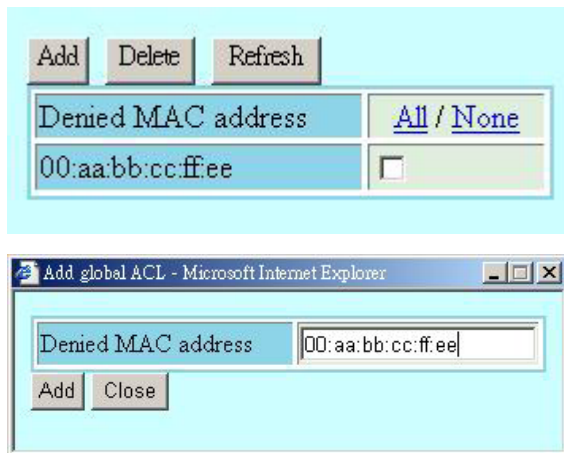 Add Delete Refresh
Denied MAC address All / None
00:aa:bb:cc:ff:ee
Add global ACL - Microsoft Internet Explorer
Denied MAC address 00:aa:bb:cc:ff:ee
Add Close